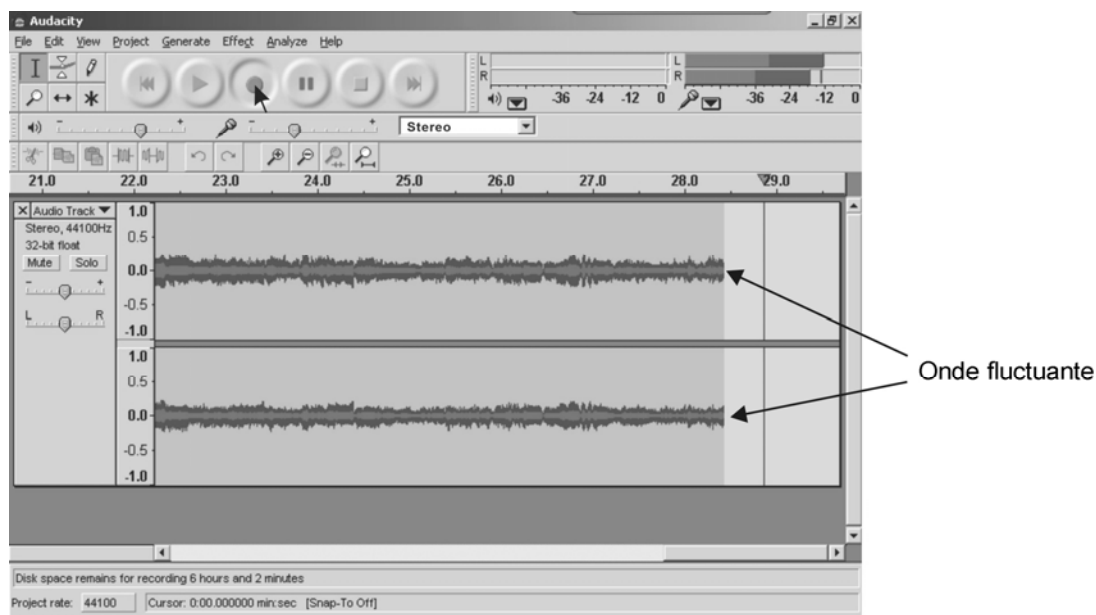 Audacity
File Edit View Project Generate Effect Analyze Help
L
R
-36 -24 -12 0
L
R
-36 -24 -12 0
- +
- +
Stereo
21.0 22.0 23.0 24.0 25.0 26.0 27.0 28.0 29.0
Audio Track
Stereo, 44100Hz
32-bit float
Mute Solo
- +
L R
1.0
0.5
0.0
-0.5
-1.0
1.0
0.5
0.0
-0.5
-1.0
Onde fluctuante
Disk space remains for recording 6 hours and 2 minutes
Project rate: 44100 Cursor: 0:00.000000 min:sec [Snap-To Off]